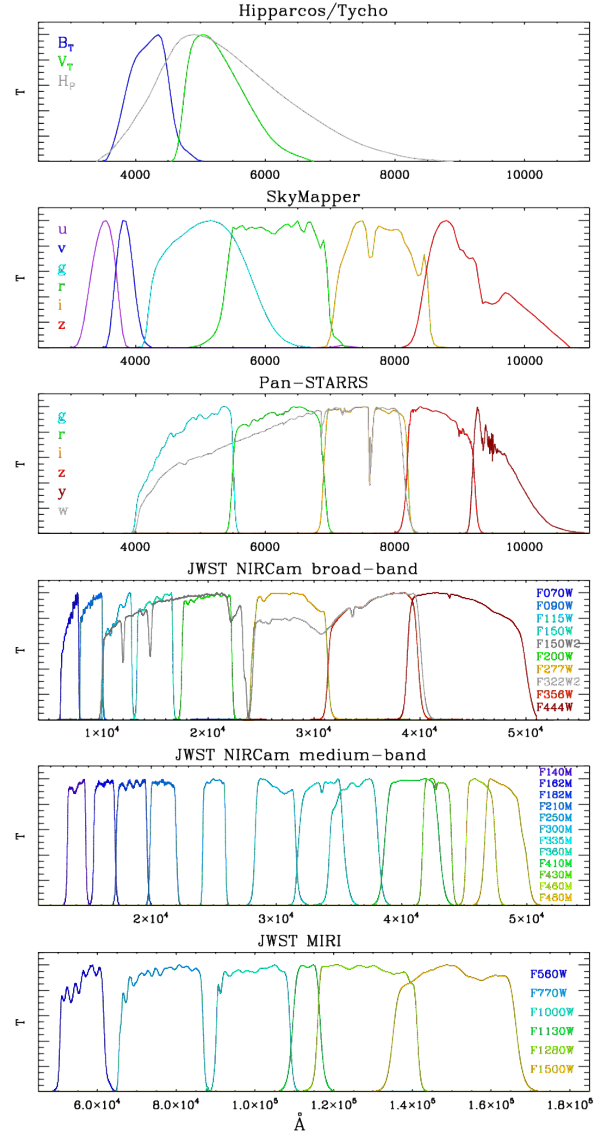 Hipparcos/Tycho
B_T
V_T
H_P
T
4000 6000 8000 10000
SkyMapper
u
v
g
r
i
z
T
4000 6000 8000 10000
Pan-STARRS
g
r
i
z
y
w
T
4000 6000 8000 10000
JWST NIRCam broad-band
F070W
F090W
F115W
F150W
F150W2
F200W
F277W
F322W2
F356W
F444W
T
1×10⁴ 2×10⁴ 3×10⁴ 4×10⁴ 5×10⁴
JWST NIRCam medium-band
F140M
F162M
F182M
F210M
F250M
F300M
F335M
F360M
F410M
F430M
F460M
F480M
T
2×10⁴ 3×10⁴ 4×10⁴ 5×10⁴
JWST MIRI
F560W
F770W
F1000W
F1130W
F1280W
F1500W
T
6.0×10⁴ 8.0×10⁴ 1.0×10⁵ 1.2×10⁵ 1.4×10⁵ 1.6×10⁵ 1.8×10⁵
Å